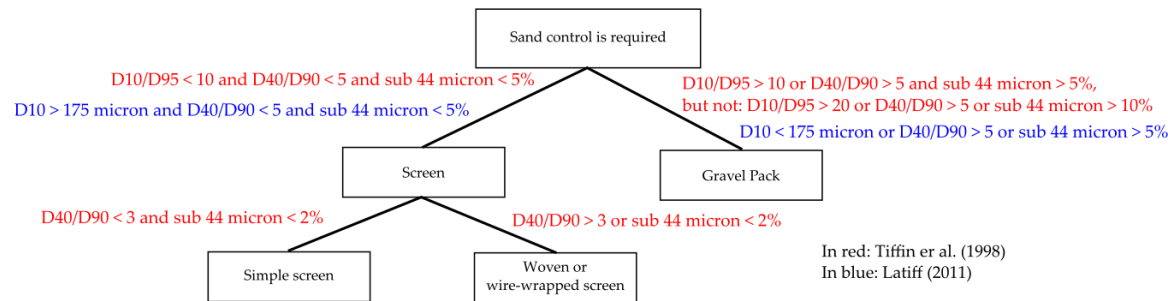 Sand control is required
D10/D95 < 10 and D40/D90 < 5 and sub 44 micron < 5%
D10 > 175 micron and D40/D90 < 5 and sub 44 micron < 5%
D10/D95 > 10 or D40/D90 > 5 and sub 44 micron > 5%,
but not: D10/D95 > 20 or D40/D90 > 5 or sub 44 micron > 10%
D10 < 175 micron or D40/D90 > 5 or sub 44 micron > 5%
Screen
Gravel Pack
D40/D90 < 3 and sub 44 micron < 2%
D40/D90 > 3 or sub 44 micron < 2%
Simple screen
Woven or
wire-wrapped screen
In red: Tiffin er al. (1998)
In blue: Latiff (2011)